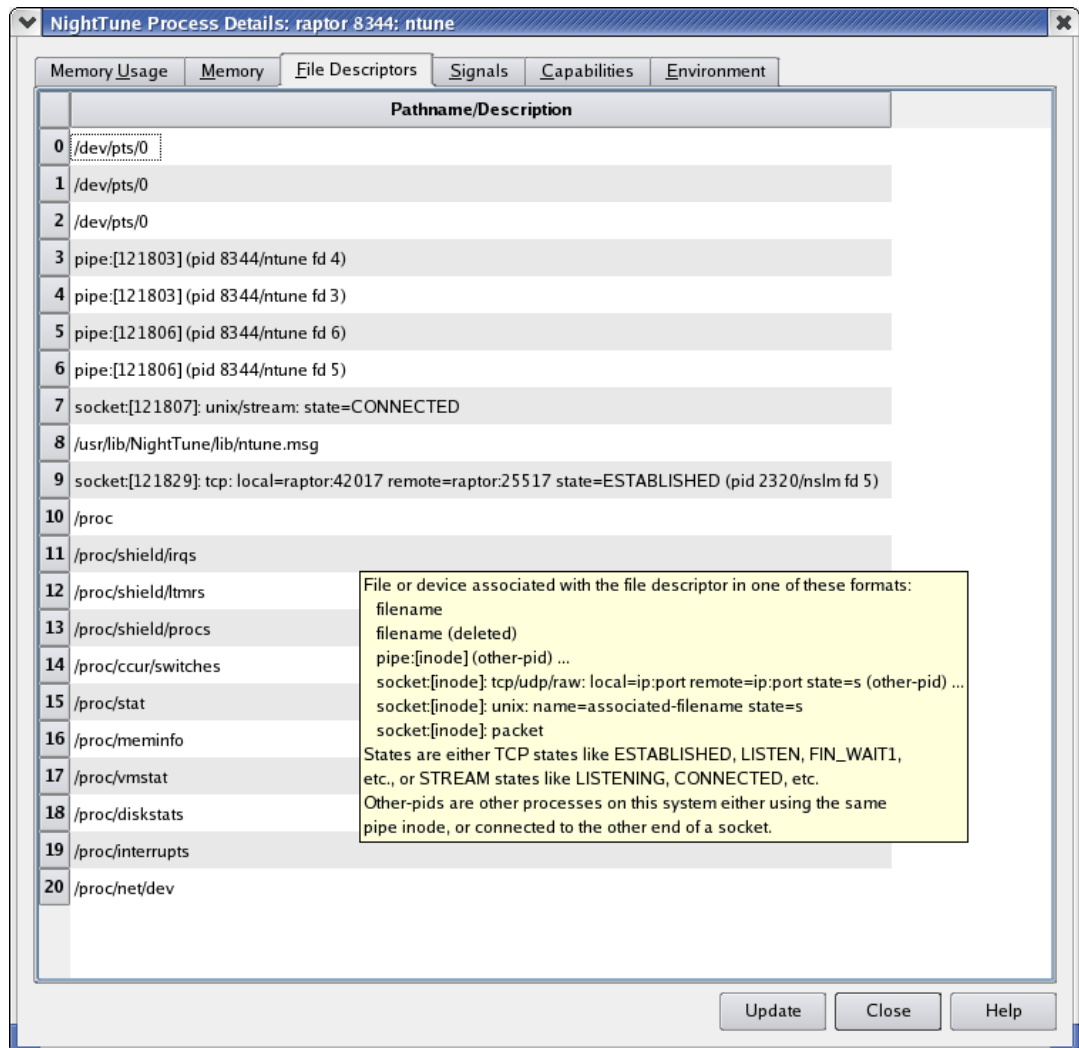 NightTune Process Details: raptor 8344: ntune
Memory Usage Memory File Descriptors Signals Capabilities Environment
Pathname/Description
0 /dev/pts/0
1 /dev/pts/0
2 /dev/pts/0
3 pipe:[121803] (pid 8344/ntune fd 4)
4 pipe:[121803] (pid 8344/ntune fd 3)
5 pipe:[121806] (pid 8344/ntune fd 6)
6 pipe:[121806] (pid 8344/ntune fd 5)
7 socket:[121807]: unix/stream: state=CONNECTED
8 /usr/lib/NightTune/lib/ntune.msg
9 socket:[121829]: tcp: local=raptor:42017 remote=raptor:25517 state=ESTABLISHED (pid 2320/nslm fd 5)
10 /proc
11 /proc/shield/irqs
12 /proc/shield/ltmrs
13 /proc/shield/procs
14 /proc/ccur/switches
15 /proc/stat
16 /proc/meminfo
17 /proc/vmstat
18 /proc/diskstats
19 /proc/interrupts
20 /proc/net/dev
File or device associated with the file descriptor in one of these formats:
filename
filename (deleted)
pipe:[inode] (other-pid) ...
socket:[inode]: tcp/udp/raw: local=ip:port remote=ip:port state=s (other-pid) ...
socket:[inode]: unix: name=associated-filename state=s
socket:[inode]: packet
States are either TCP states like ESTABLISHED, LISTEN, FIN_WAIT1,
etc., or STREAM states like LISTENING, CONNECTED, etc.
Other-pids are other processes on this system either using the same
pipe inode, or connected to the other end of a socket.
Update Close Help